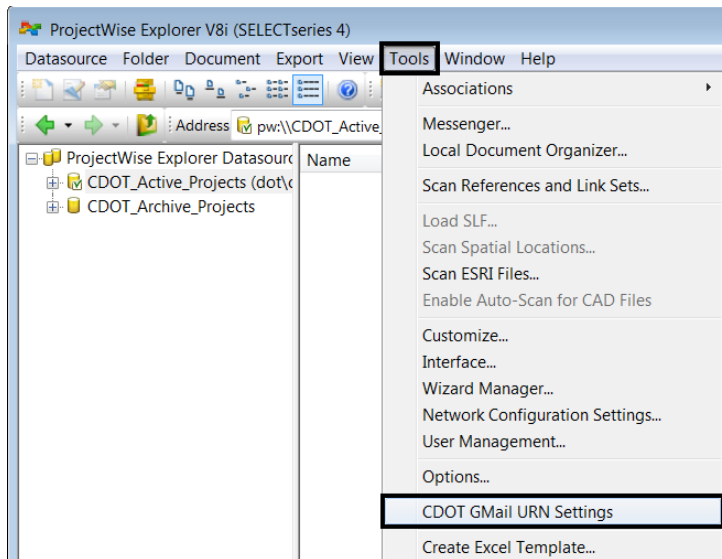 ProjectWise Explorer V8i (SELECTseries 4)
Datasource Folder Document Export View Tools Window Help
Address pw:\\CDOT_Active_
ProjectWise Explorer Datasourc
CDOT_Active_Projects (dot\c
CDOT_Archive_Projects
Name
Associations
Messenger...
Local Document Organizer...
Scan References and Link Sets...
Load SLF...
Scan Spatial Locations...
Scan ESRI Files...
Enable Auto-Scan for CAD Files
Customize...
Interface...
Wizard Manager...
Network Configuration Settings...
User Management...
Options...
CDOT GMail URN Settings
Create Excel Template...